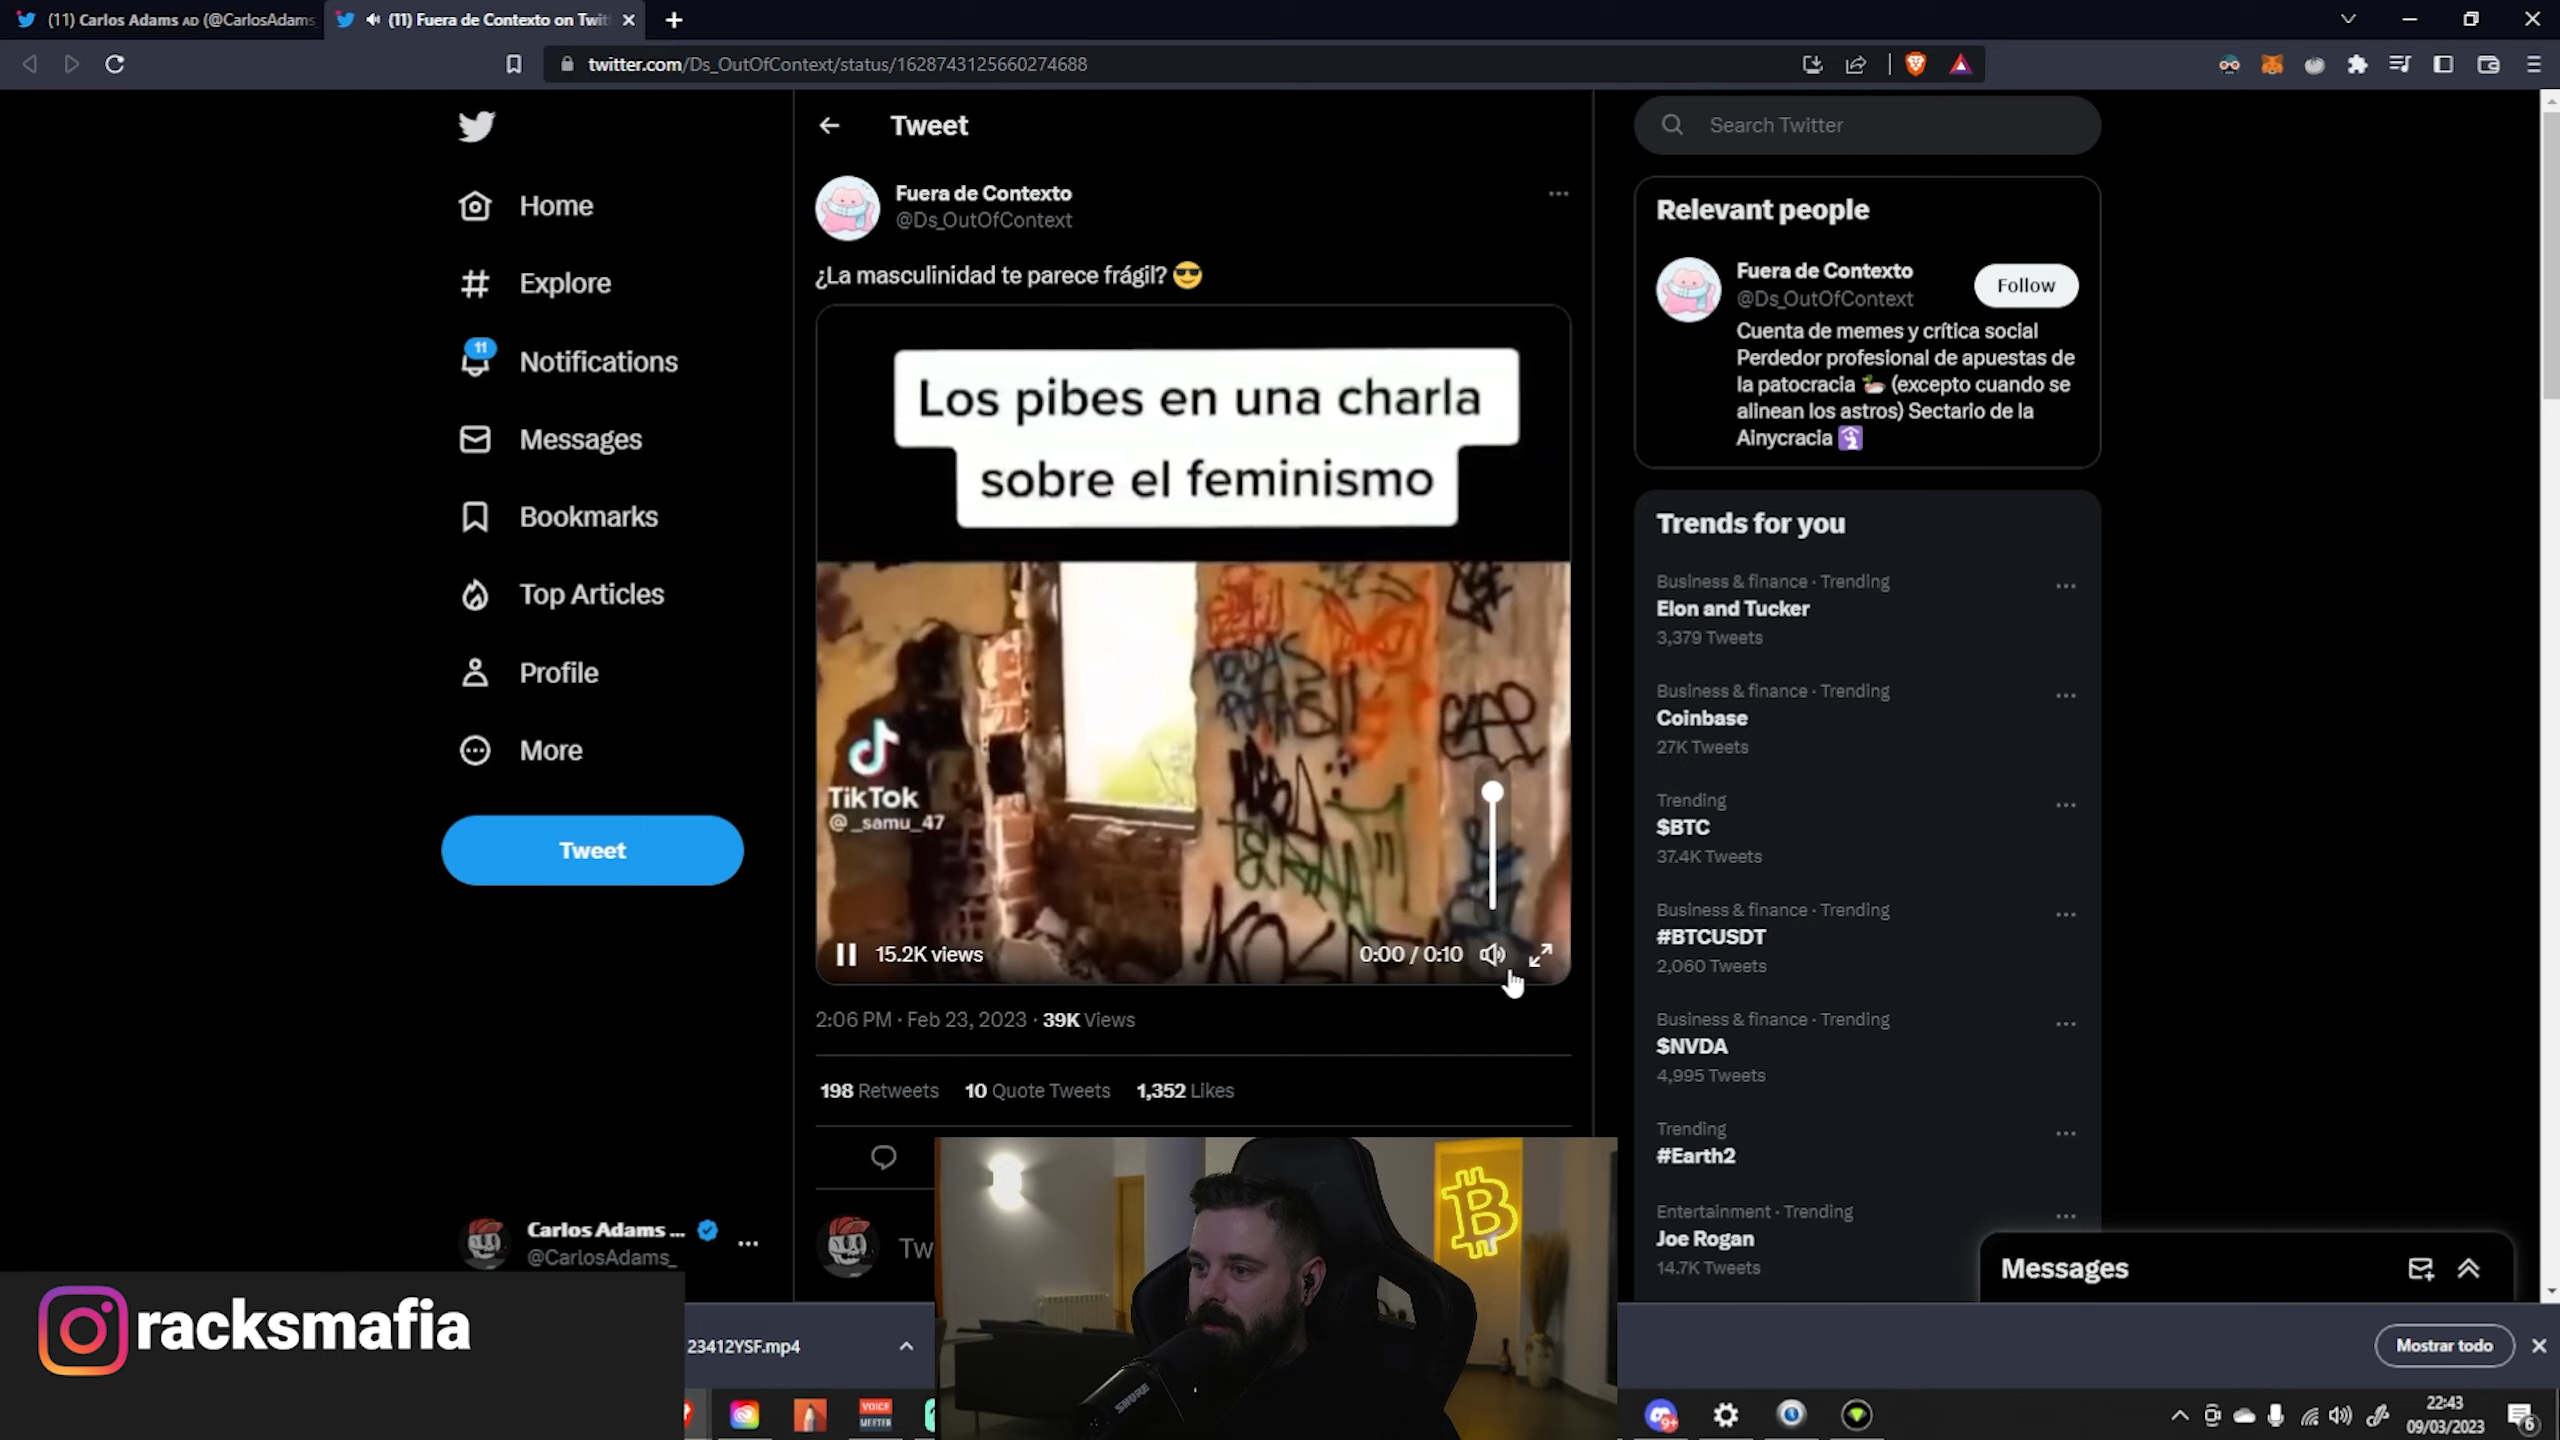 (11) Carlos Adams AD (@CarlosAdams
(11) Fuera de Contexto on Twit
twitter.com/Ds_OutOfContext/status/1628743125660274688
Home
Explore
11
Notifications
Messages
Bookmarks
Top Articles
Profile
More
Tweet
Carlos Adams ...
@CarlosAdams_
Tweet
Fuera de Contexto
@Ds_OutOfContext
¿La masculinidad te parece frágil? 😎
Los pibes en una charla
sobre el feminismo
TikTok
@_samu_47
CAP
15.2K views
0:00 / 0:10
2:06 PM · Feb 23, 2023 · 39K Views
198 Retweets 10 Quote Tweets 1,352 Likes
Tw
Search Twitter
Relevant people
Fuera de Contexto
@Ds_OutOfContext
Follow
Cuenta de memes y crítica social
Perdedor profesional de apuestas de
la patocracia 🦆 (excepto cuando se
alinean los astros) Sectario de la
Ainycracia
Trends for you
Business & finance · Trending
Elon and Tucker
3,379 Tweets
Business & finance · Trending
Coinbase
27K Tweets
Trending
$BTC
37.4K Tweets
Business & finance · Trending
#BTCUSDT
2,060 Tweets
Business & finance · Trending
$NVDA
4,995 Tweets
Trending
#Earth2
Entertainment · Trending
Joe Rogan
14.7K Tweets
Messages
racksmafia
23412YSF.mp4
SHURE
Mostrar todo
VOICE
MEETER
9+
22:43
09/03/2023
6